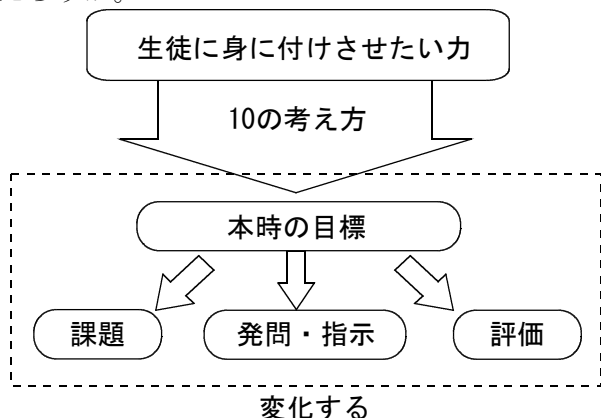 生徒に身に付けさせたい力
10の考え方
本時の目標
課題
発問・指示
評価
変化する